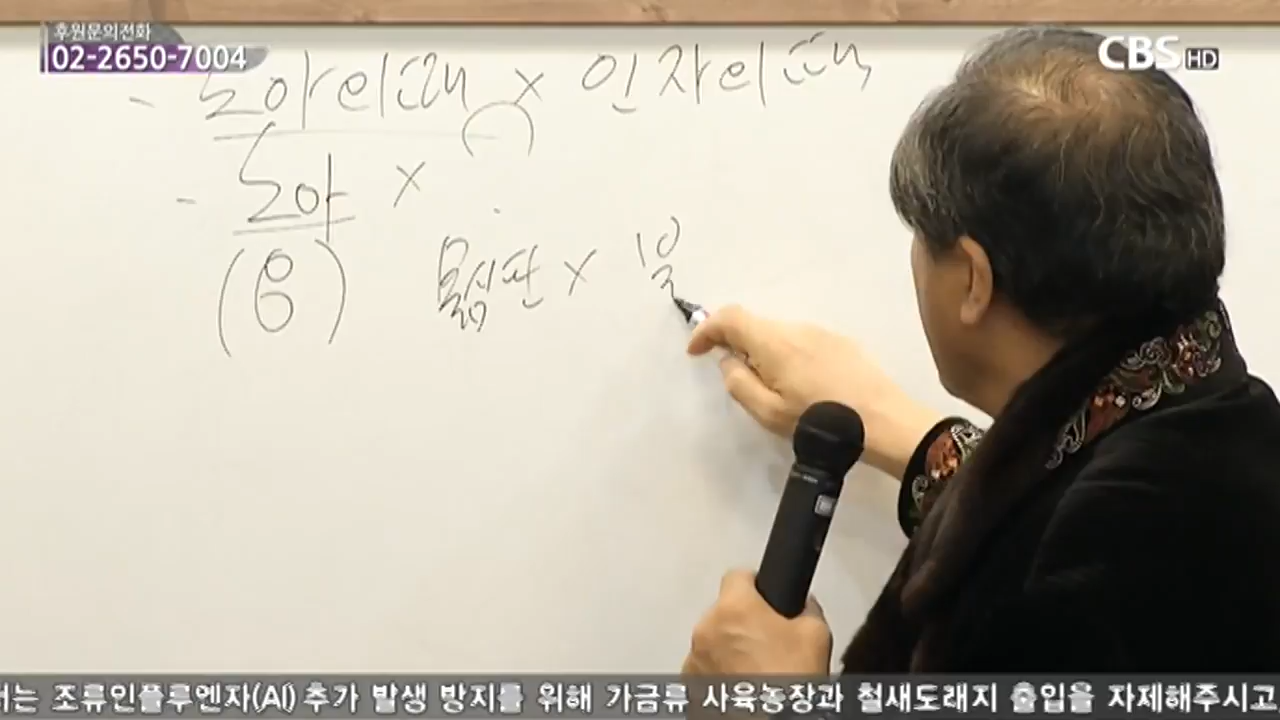 후원문의전화
02-2650-7004
CBS HD
- 노아의때 × 인자의때
- 노아 ×
(8) 물심판 × 불
는 조류인플루엔자(AI) 추가 발생 방지를 위해 가금류 사육농장과 철새도래지 출입을 자제해주시고